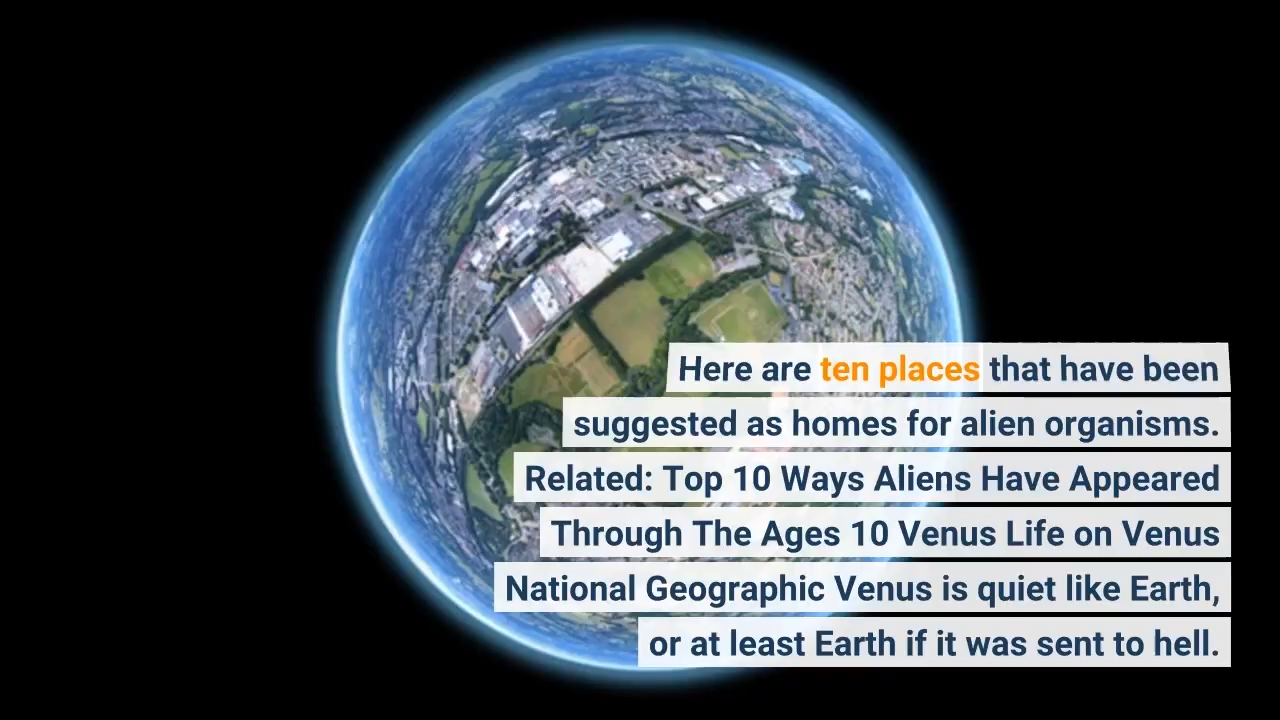 Here are ten places that have been
suggested as homes for alien organisms.
Related: Top 10 Ways Aliens Have Appeared
Through The Ages 10 Venus Life on Venus
National Geographic Venus is quiet like Earth,
or at least Earth if it was sent to hell.